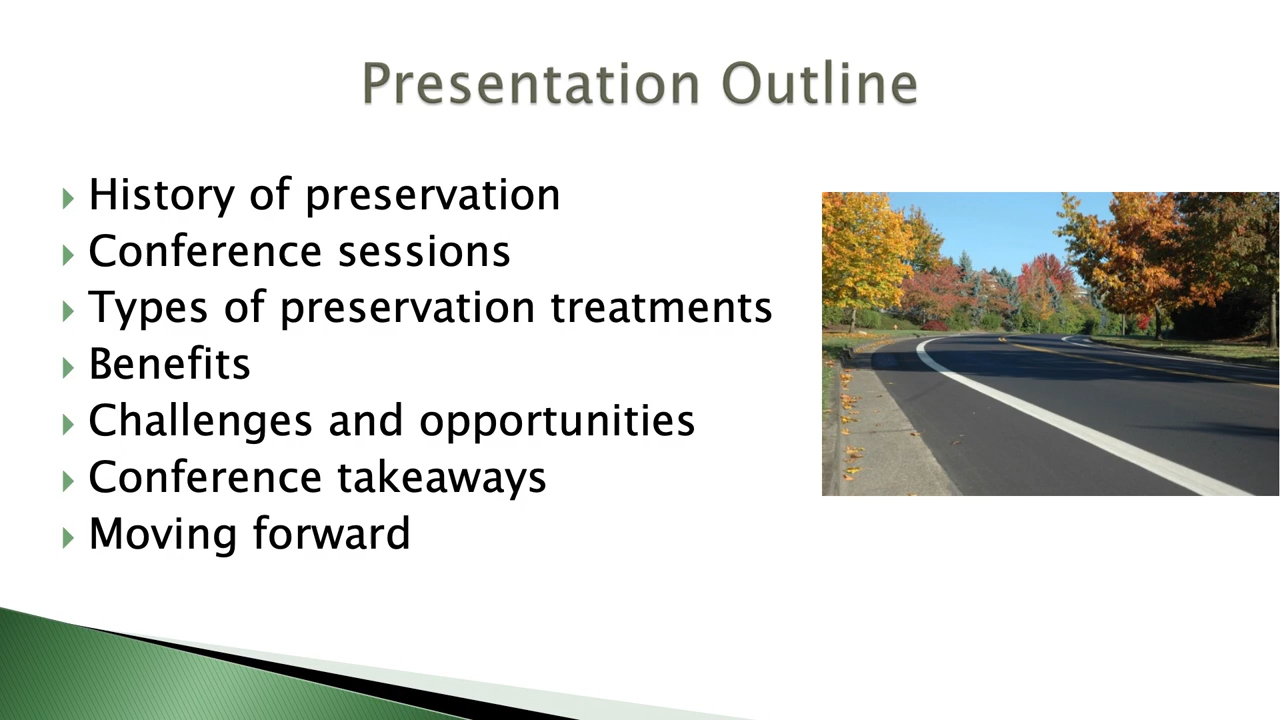 Presentation Outline
History of preservation
Conference sessions
Types of preservation treatments
Benefits
Challenges and opportunities
Conference takeaways
Moving forward